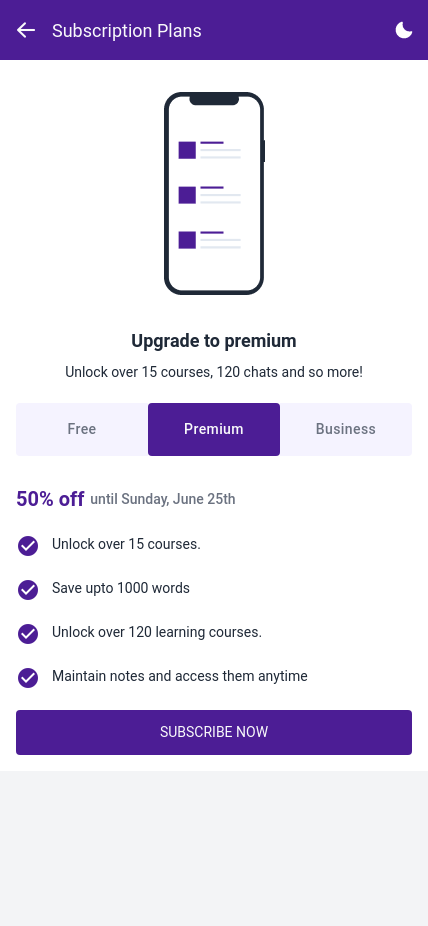 Subscription Plans
Upgrade to premium
Unlock over 15 courses, 120 chats and so more!
Free Premium Business
50% off until Sunday, June 25th
Unlock over 15 courses.
Save upto 1000 words
Unlock over 120 learning courses.
Maintain notes and access them anytime
SUBSCRIBE NOW